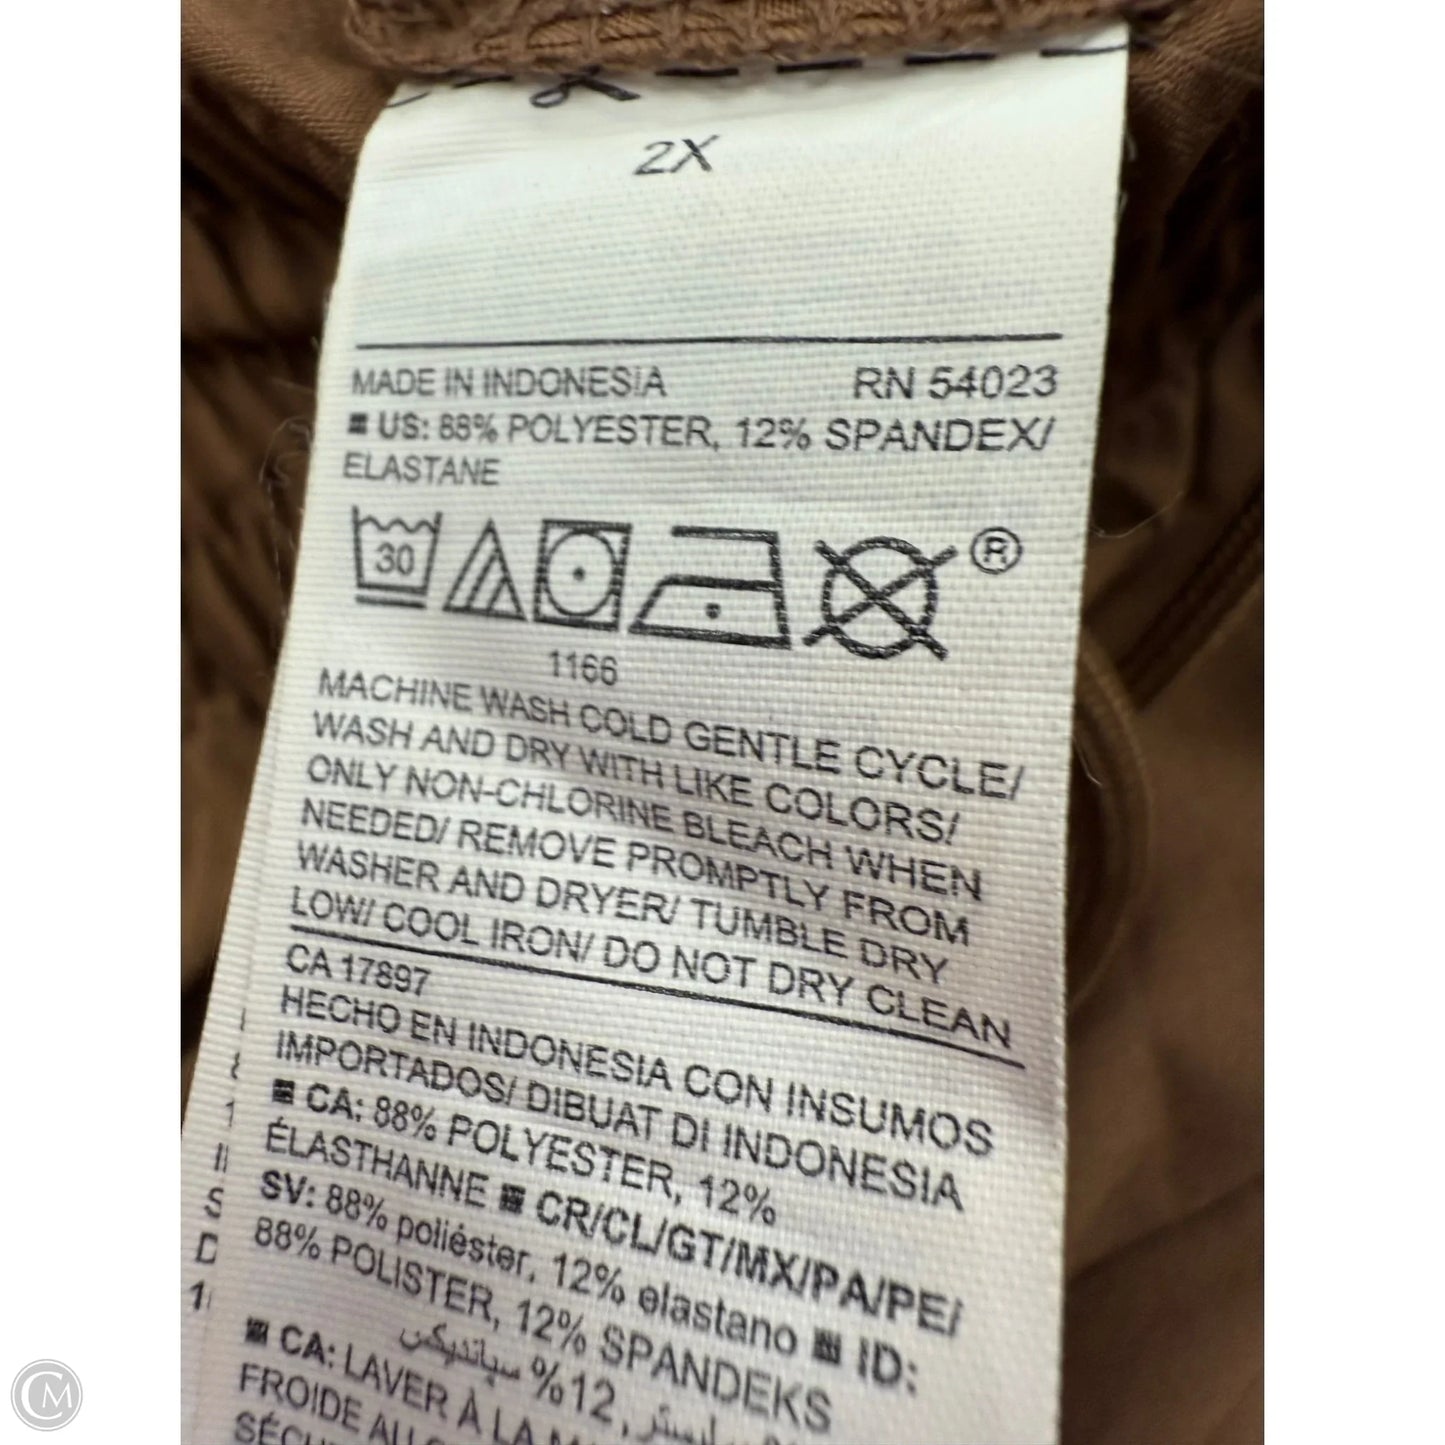 2X
MADE IN INDONESIA RN 54023
US: 88% POLYESTER, 12% SPANDEX/
ELASTANE
30
®
1166
MACHINE WASH COLD GENTLE CYCLE/
WASH AND DRY WITH LIKE COLORS/
ONLY NON-CHLORINE BLEACH WHEN
NEEDED/ REMOVE PROMPTLY FROM
WASHER AND DRYER/ TUMBLE DRY
LOW/ COOL IRON/ DO NOT DRY CLEAN
CA 17897
HECHO EN INDONESIA CON INSUMOS
IMPORTADOS/ DIBUAT DI INDONESIA
CA: 88% POLYESTER, 12%
ÉLASTHANNE CR/CL/GT/MX/PA/PE/
SV: 88% poliéster, 12% elastano ID:
88% POLISTER, 12% SPANDEKS
12% سباندیكن
CA: LAVER À LA
FROIDE AU
CM